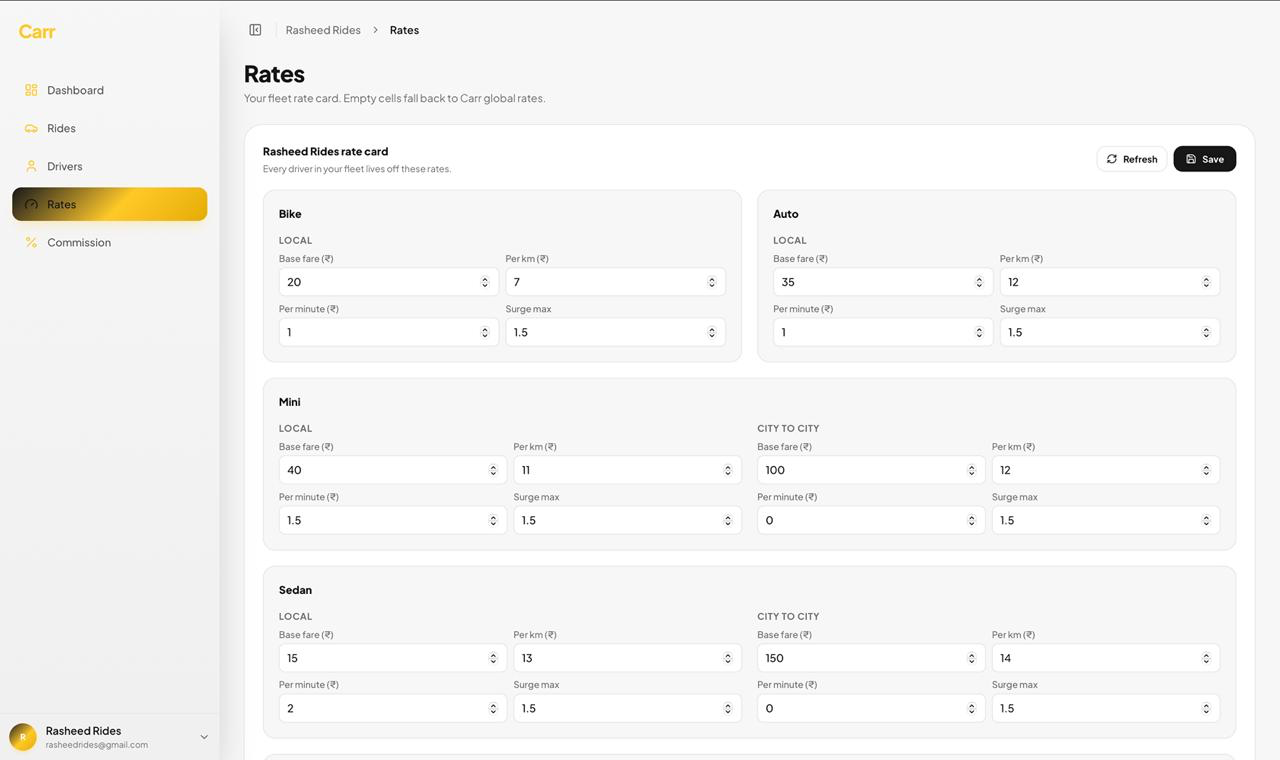 Carr
Dashboard
Rides
Drivers
Rates
Commission
Rasheed Rides
rasheedrides@gmail.com
R
Rasheed Rides > Rates
Rates
Your fleet rate card. Empty cells fall back to Carr global rates.
Rasheed Rides rate card
Every driver in your fleet lives off these rates.
Refresh
Save
Bike
LOCAL
Base fare (₹) Per km (₹)
20 7
Per minute (₹) Surge max
1 1.5
Auto
LOCAL
Base fare (₹) Per km (₹)
35 12
Per minute (₹) Surge max
1 1.5
Mini
LOCAL
Base fare (₹) Per km (₹)
40 11
Per minute (₹) Surge max
1.5 1.5
CITY TO CITY
Base fare (₹) Per km (₹)
100 12
Per minute (₹) Surge max
0 1.5
Sedan
LOCAL
Base fare (₹) Per km (₹)
15 13
Per minute (₹) Surge max
2 1.5
CITY TO CITY
Base fare (₹) Per km (₹)
150 14
Per minute (₹) Surge max
0 1.5